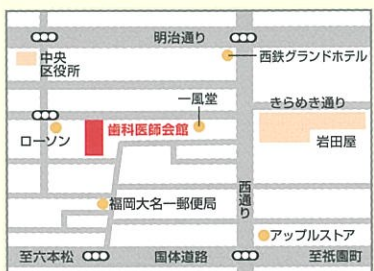 明治通り
中央
区役所
西鉄グランドホテル
一風堂
きらめき通り
歯科医師会館
ローソン
岩田屋
西通り
福岡大名一郵便局
アップルストア
至六本松
国体道路
至祇園町